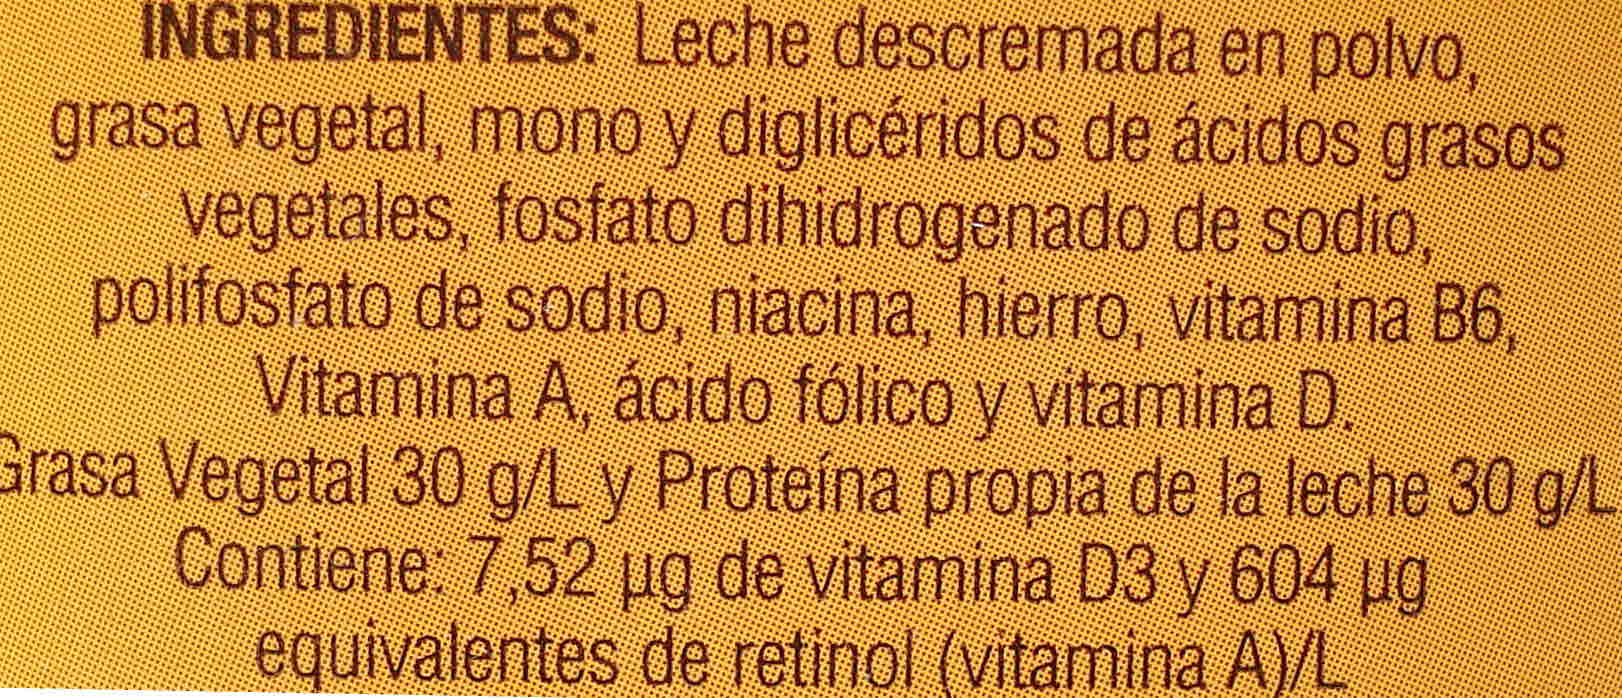 INGREDIENTES: Leche descremada en polvo,
grasa vegetal, mono y diglicéridos de ácidos grasos
vegetales, fosfato dihidrogenado de sodio,
polifosfato de sodio, niacina, hierro, vitamina B6,
Vitamina A, ácido fólico y vitamina D.
Grasa Vegetal 30 g/L y Proteína propia de la leche 30 g/L
Contiene: 7,52 µg de vitamina D3 y 604 µg
equivalentes de retinol (vitamina A)/L